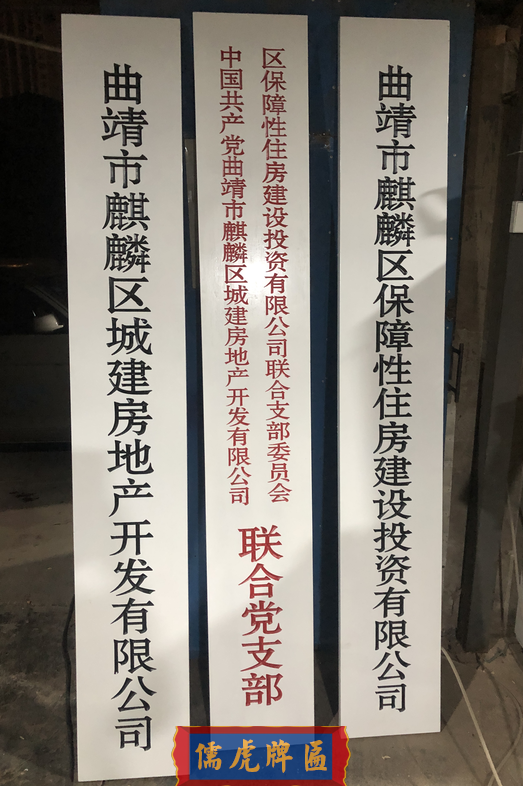 曲靖市麒麟区城建房地产开发有限公司
中国共产党曲靖市麒麟区城建房地产开发有限公司
区保障性住房建设投资有限公司联合支部委员会
联合党支部
曲靖市麒麟区保障性住房建设投资有限公司
儒虎牌匾